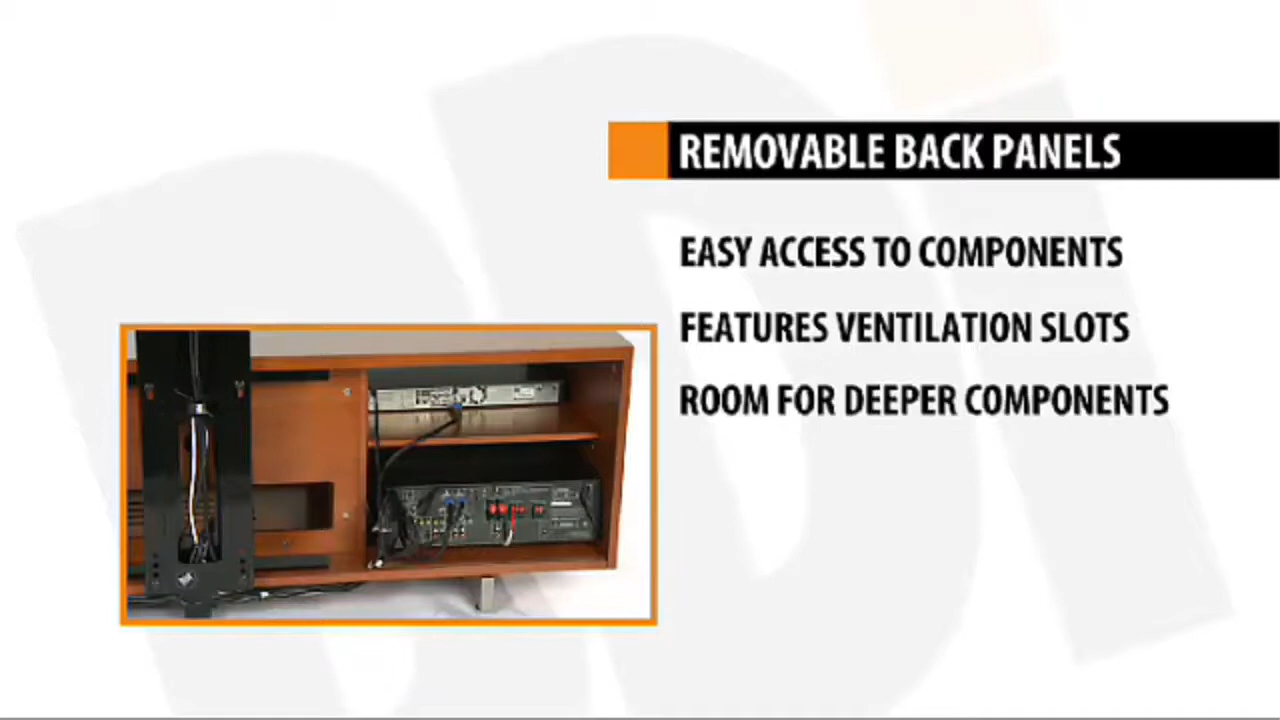 REMOVABLE BACK PANELS
EASY ACCESS TO COMPONENTS
FEATURES VENTILATION SLOTS
ROOM FOR DEEPER COMPONENTS